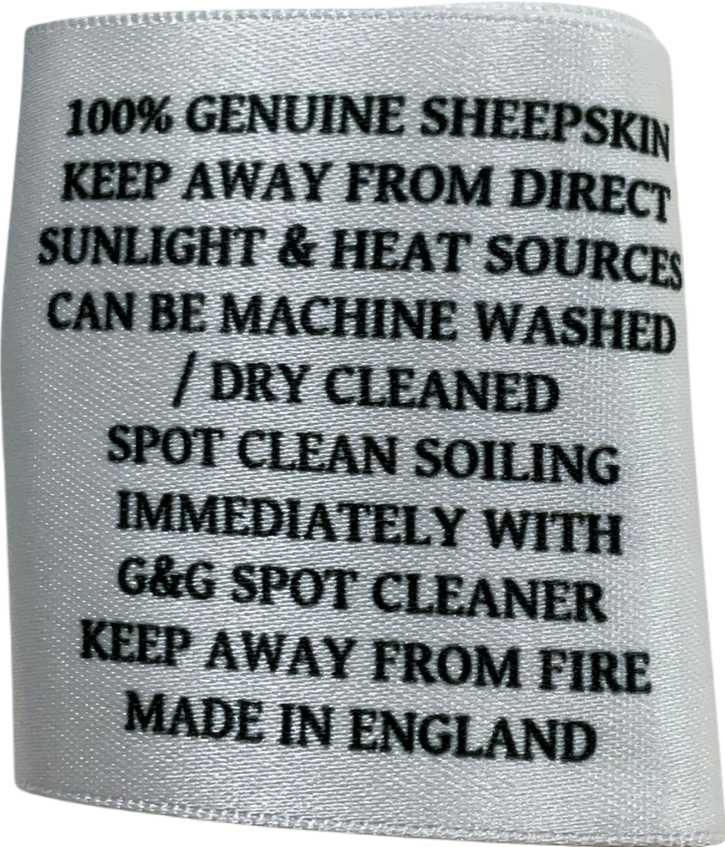 100% GENUINE SHEEPSKIN
KEEP AWAY FROM DIRECT
SUNLIGHT & HEAT SOURCES
CAN BE MACHINE WASHED
/ DRY CLEANED
SPOT CLEAN SOILING
IMMEDIATELY WITH
G&G SPOT CLEANER
KEEP AWAY FROM FIRE
MADE IN ENGLAND